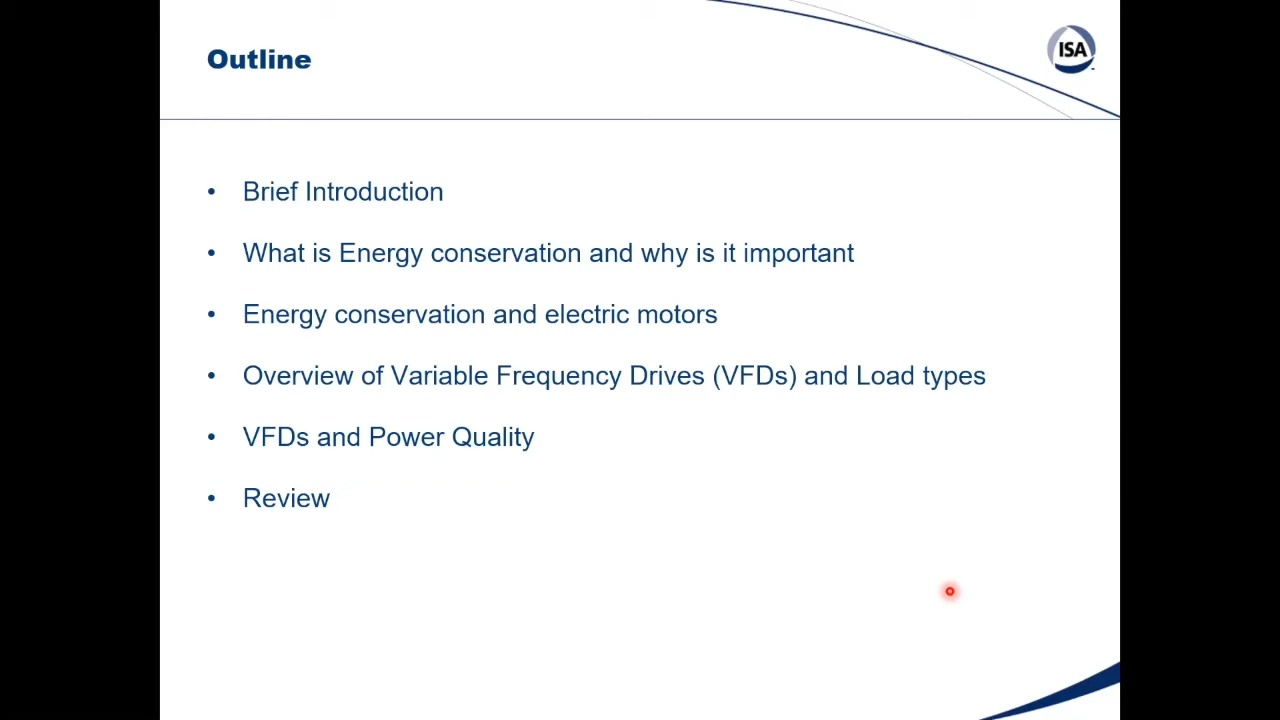 Outline
ISA
• Brief Introduction
• What is Energy conservation and why is it important
• Energy conservation and electric motors
• Overview of Variable Frequency Drives (VFDs) and Load types
• VFDs and Power Quality
• Review